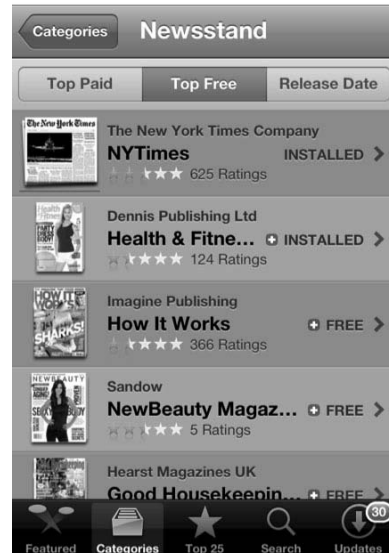 Categories
Newsstand
Top Paid
Top Free
Release Date
The New York Times
The New York Times Company
NYTimes
INSTALLED
625 Ratings
Dennis Publishing Ltd
Health & Fitne...
INSTALLED
124 Ratings
HOW IT WORKS
SHARKS!
Imagine Publishing
How It Works
FREE
366 Ratings
NEWBEAUTY
Sandow
NewBeauty Magaz...
FREE
5 Ratings
Hearst Magazines UK
Good Housekeepin...
FREE
30
Featured
Categories
Top 25
Search
Updates